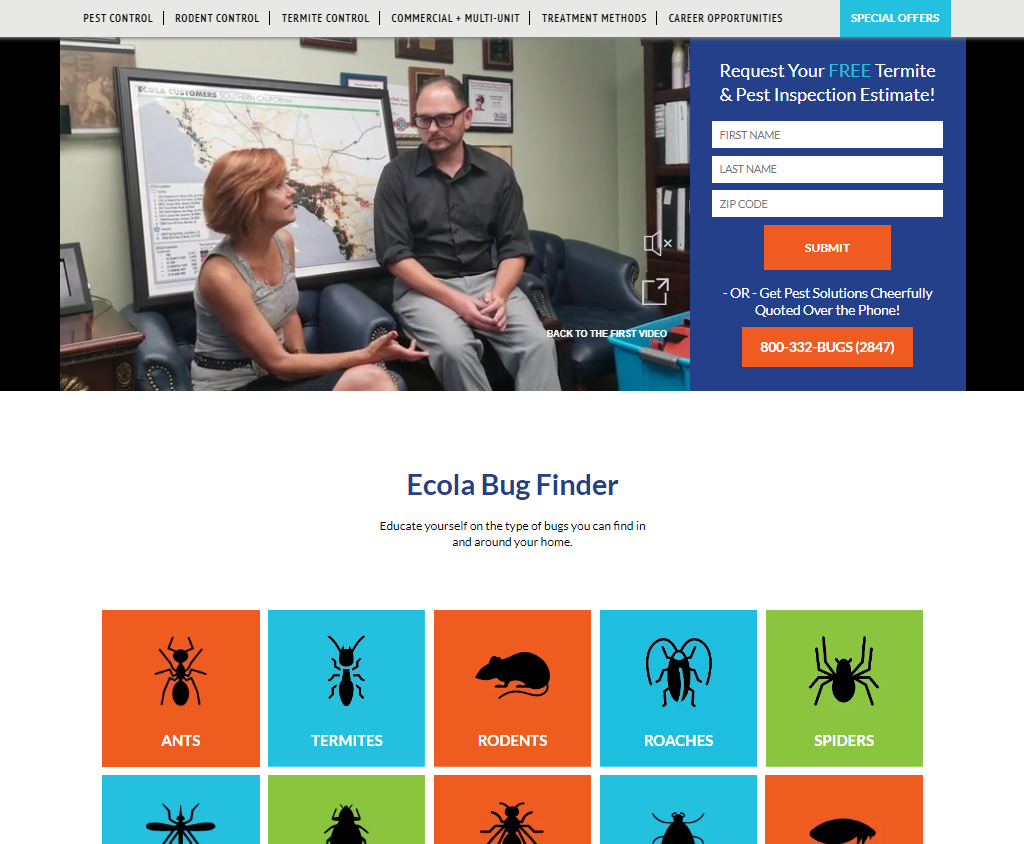 PEST CONTROL
RODENT CONTROL
TERMITE CONTROL
COMMERCIAL + MULTI-UNIT
TREATMENT METHODS
CAREER OPPORTUNITIES
SPECIAL OFFERS
ECOLA CUSTOMERS SOUTHERN CALIFORNIA
BACK TO THE FIRST VIDEO
Request Your FREE Termite
& Pest Inspection Estimate!
FIRST NAME
LAST NAME
ZIP CODE
SUBMIT
- OR - Get Pest Solutions Cheerfully
Quoted Over the Phone!
800-332-BUGS (2847)
Ecola Bug Finder
Educate yourself on the type of bugs you can find in
and around your home.
ANTS
TERMITES
RODENTS
ROACHES
SPIDERS